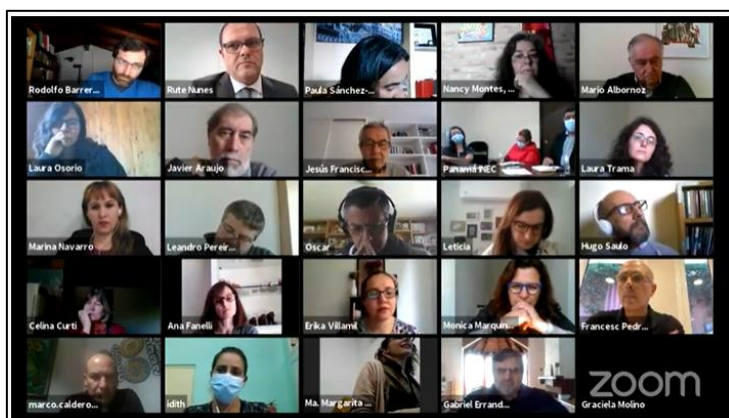 Rodolfo Barrer...
Rute Nunes
Paula Sánchez-...
Nancy Montes, ...
Mario Albornoz
Laura Osorio
Javier Araujo
Jesús Francisc...
Panamá INEC
Laura Trama
Marina Navarro
Leandro Pereir...
Oscar
Leticia
Hugo Saulo
Celina Curti
Ana Fanelli
Erika Villamil
Monica Marquin...
Francesc Pedr...
marco.caldero...
idith
Ma. Margarita ...
Gabriel Errand...
Graciela Molino
zoom